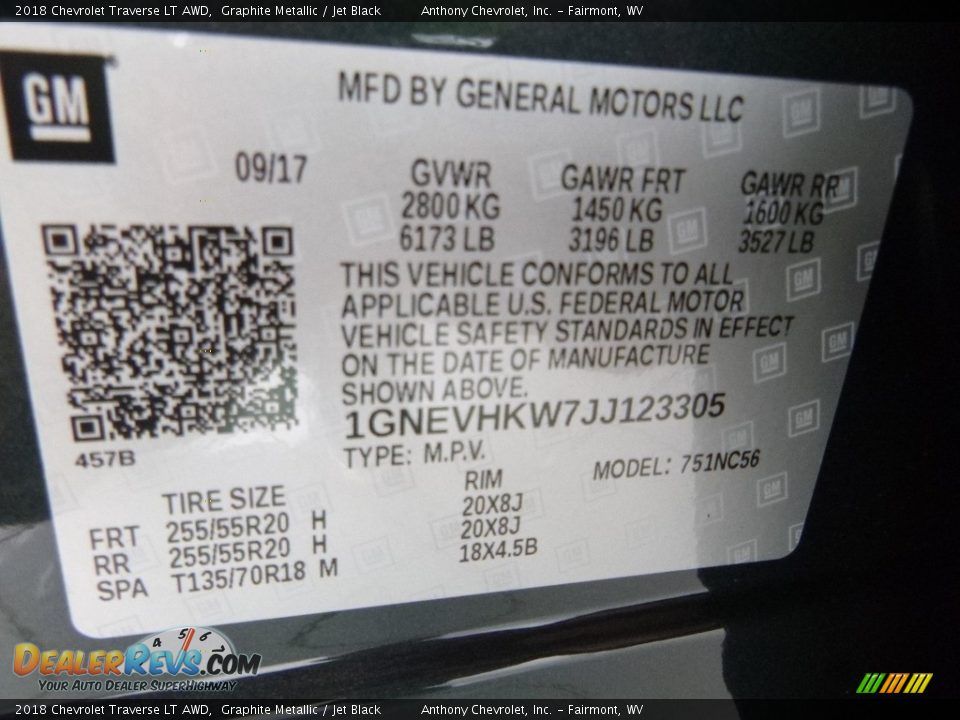 2018 Chevrolet Traverse LT AWD, Graphite Metallic / Jet Black Anthony Chevrolet, Inc. - Fairmont, WV
GM
MFD BY GENERAL MOTORS LLC
09/17 GVWR GAWR FRT GAWR RR
2800 KG 1450 KG 1600 KG
6173 LB 3196 LB 3527 LB
THIS VEHICLE CONFORMS TO ALL
APPLICABLE U.S. FEDERAL MOTOR
VEHICLE SAFETY STANDARDS IN EFFECT
ON THE DATE OF MANUFACTURE
SHOWN ABOVE.
1GNEVHKW7JJ123305
457B
TYPE: M.P.V. MODEL: 751NC56
TIRE SIZE RIM
FRT 255/55R20 H 20X8J
RR 255/55R20 H 20X8J
SPA T135/70R18 M 18X4.5B
4 5 6
DEALERREVS.COM
YOUR AUTO DEALER SUPERHIGHWAY
2018 Chevrolet Traverse LT AWD, Graphite Metallic / Jet Black Anthony Chevrolet, Inc. - Fairmont, WV